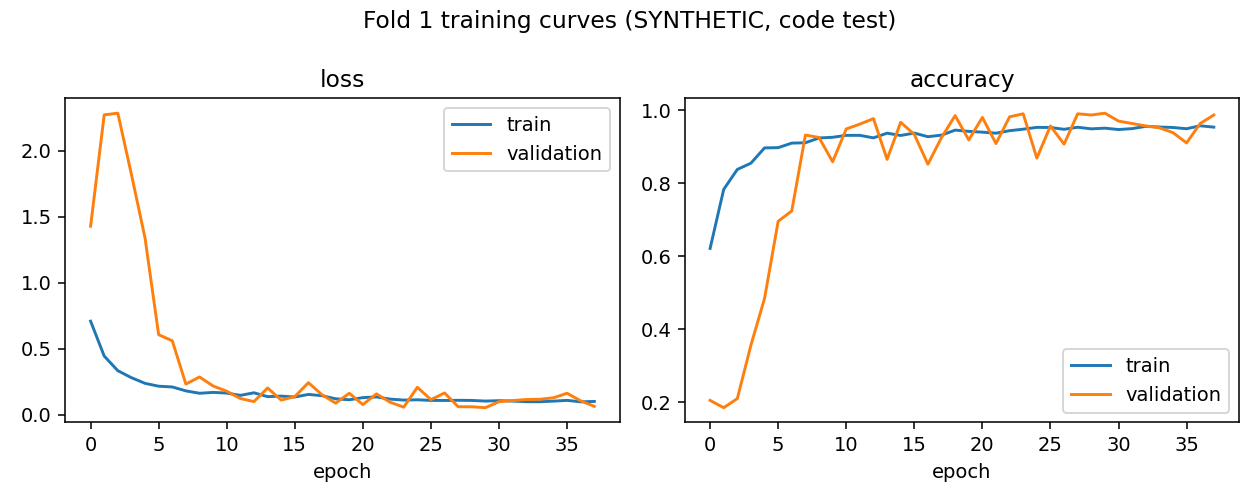 Fold 1 training curves (SYNTHETIC, code test)
loss
train
validation
2.0
1.5
1.0
0.5
0.0
0 5 10 15 20 25 30 35
epoch
accuracy
1.0
0.8
0.6
0.4
0.2
train
validation
0 5 10 15 20 25 30 35
epoch